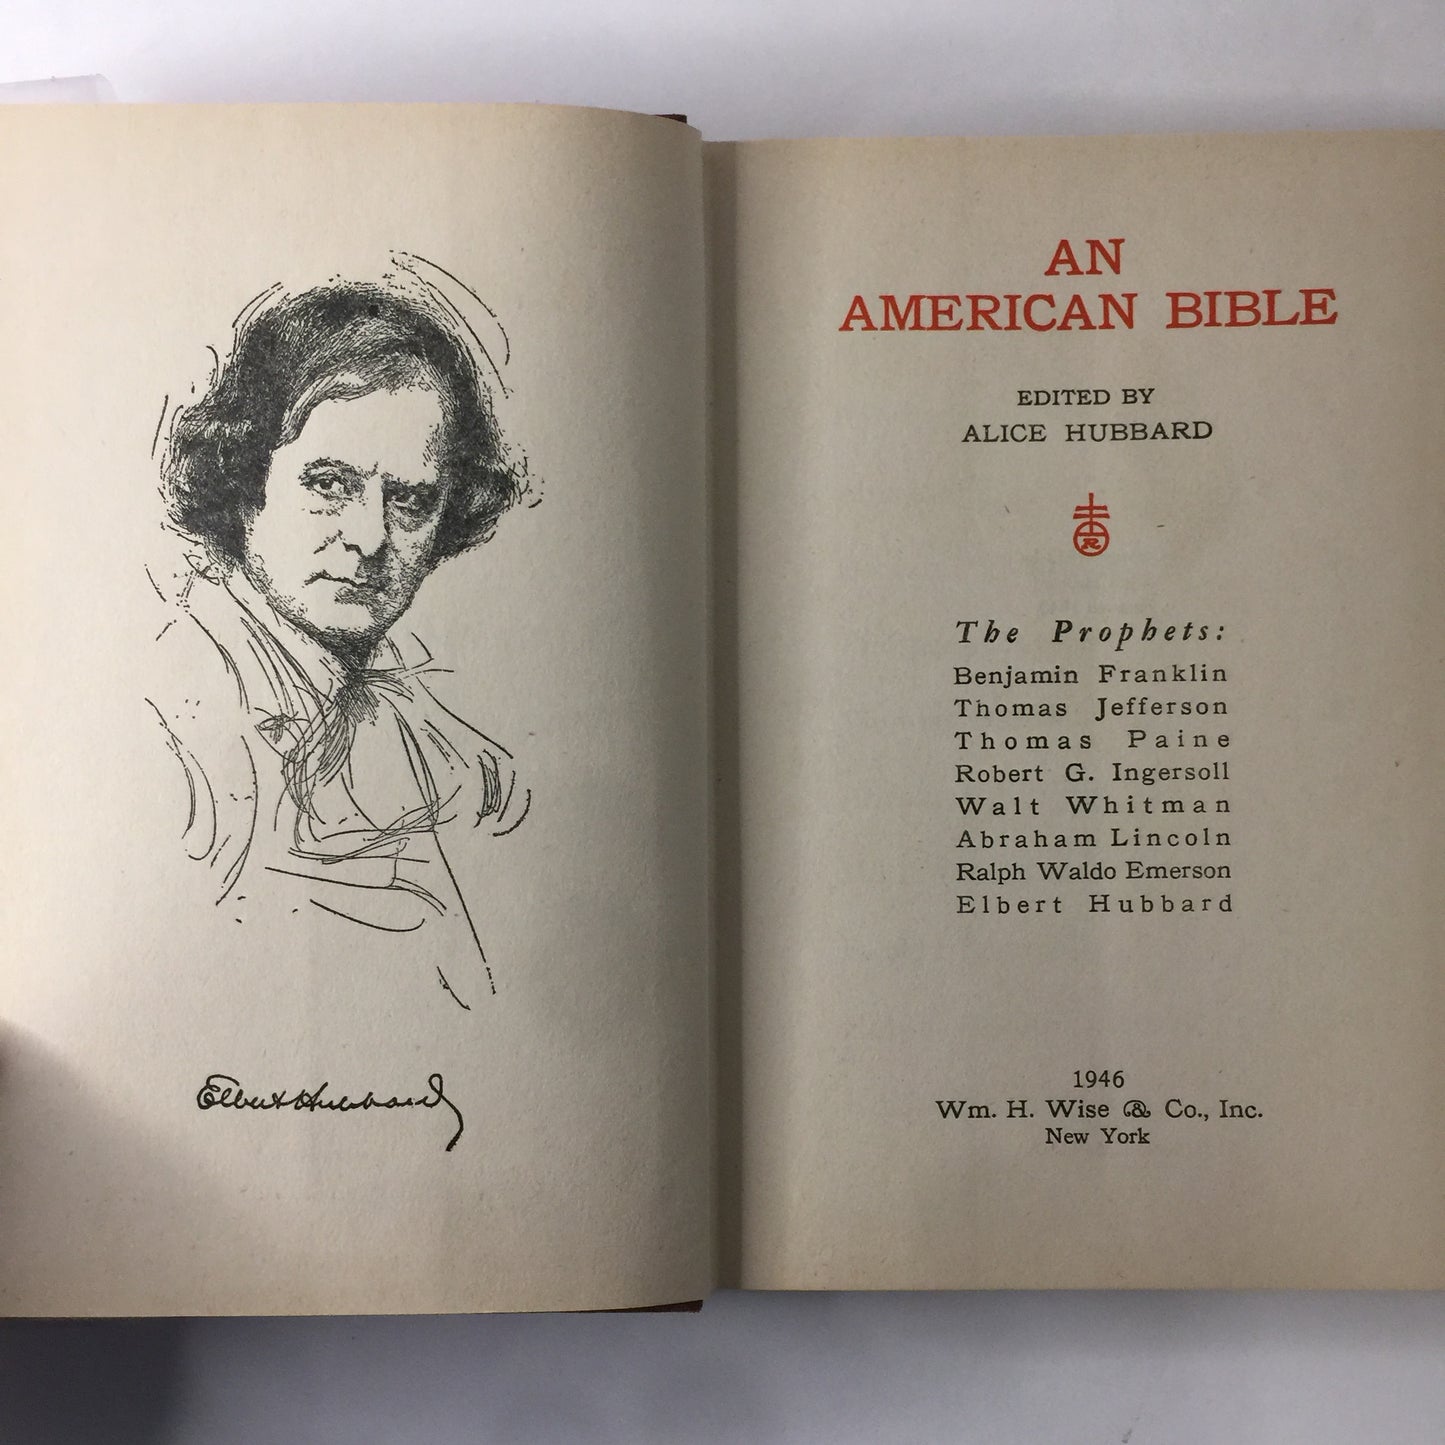 Elbert Hubbard
AN
AMERICAN BIBLE
EDITED BY
ALICE HUBBARD
R
The Prophets:
Benjamin Franklin
Thomas Jefferson
Thomas Paine
Robert G. Ingersoll
Walt Whitman
Abraham Lincoln
Ralph Waldo Emerson
Elbert Hubbard
1946
Wm. H. Wise & Co., Inc.
New York